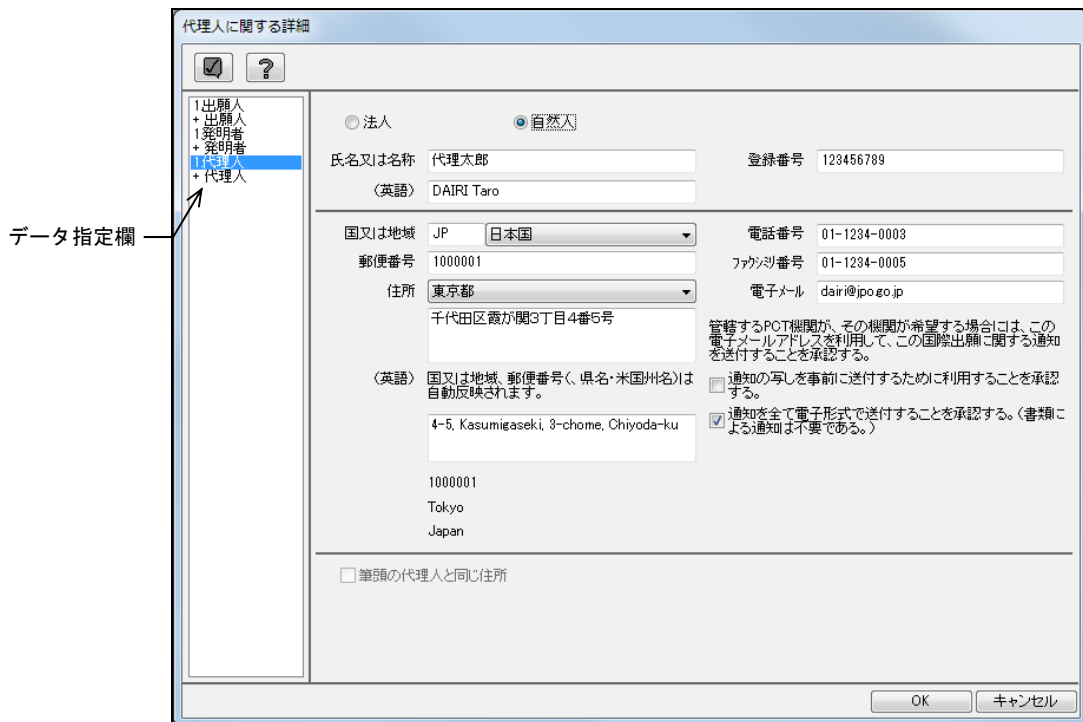 代理人に関する詳細
1出願人
+ 出願人
1発明者
+ 発明者
1代理人
+ 代理人
データ指定欄
法人
自然人
氏名又は名称
代理太郎
登録番号
123456789
(英語)
DAIRI Taro
国又は地域
JP
日本国
電話番号
01-1234-0003
郵便番号
1000001
ファクシミリ番号
01-1234-0005
住所
東京都
電子メール
dairi@jpo.go.jp
千代田区霞が関3丁目4番5号
管轄するPCT機関が、その機関が希望する場合には、この
電子メールアドレスを利用して、この国際出願に関する通知
を送付することを承認する。
(英語)
国又は地域、郵便番号(、県名・米国州名)は
自動反映されます。
通知の写しを事前に送付するために利用することを承認
する。
4-5, Kasumigaseki, 3-chome, Chiyoda-ku
通知を全て電子形式で送付することを承認する。(書類に
よる通知は不要である。)
1000001
Tokyo
Japan
筆頭の代理人と同じ住所
OK
キャンセル